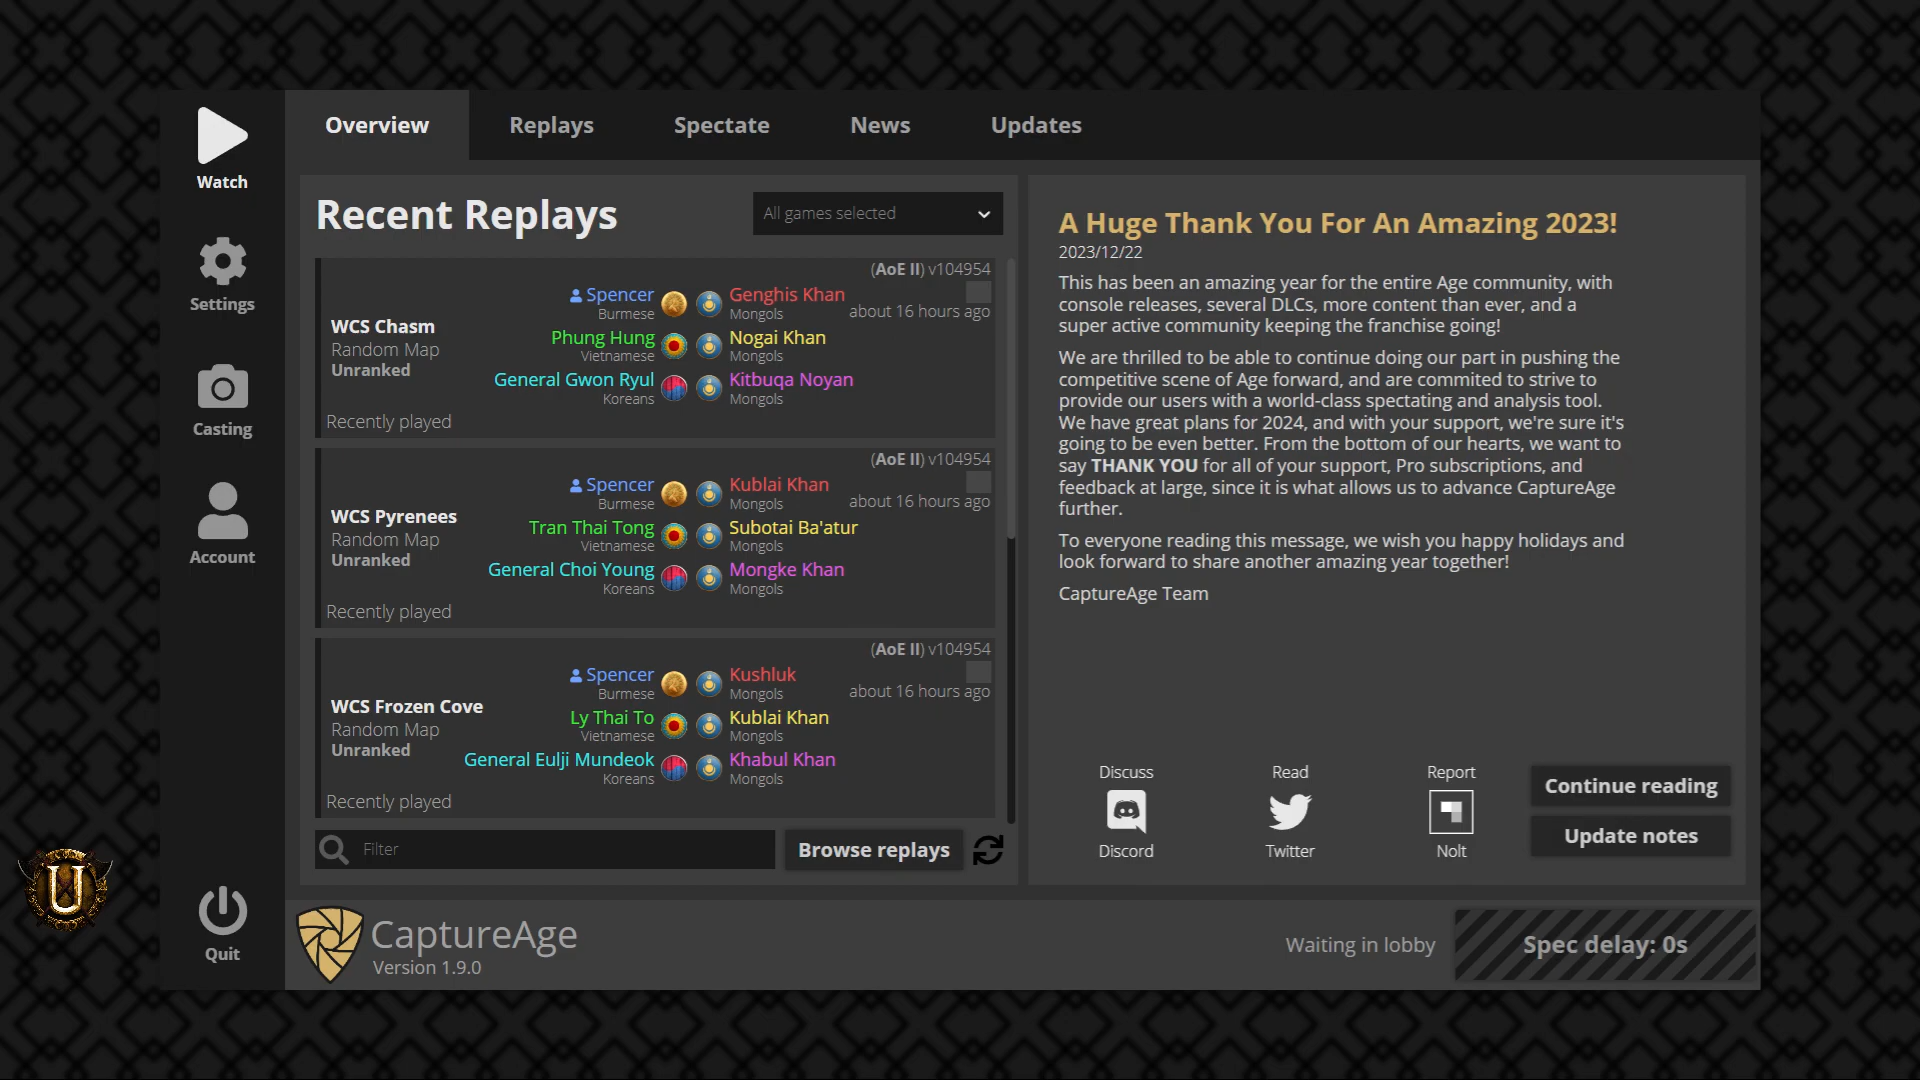 Watch
Settings
Casting
Account
Quit
Overview
Replays
Spectate
News
Updates
Recent Replays
All games selected
(AoE II) v104954
WCS Chasm
Random Map
Unranked
Recently played
Spencer
Burmese
Phung Hung
Vietnamese
General Gwon Ryul
Koreans
Genghis Khan
Mongols
Nogai Khan
Mongols
Kitbuqa Noyan
Mongols
about 16 hours ago
(AoE II) v104954
WCS Pyrenees
Random Map
Unranked
Recently played
Spencer
Burmese
Tran Thai Tong
Vietnamese
General Choi Young
Koreans
Kublai Khan
Mongols
Subotai Ba'atur
Mongols
Mongke Khan
Mongols
about 16 hours ago
(AoE II) v104954
WCS Frozen Cove
Random Map
Unranked
Recently played
Spencer
Burmese
Ly Thai To
Vietnamese
General Eulji Mundeok
Koreans
Kushluk
Mongols
Kublai Khan
Mongols
Khabul Khan
Mongols
about 16 hours ago
Filter
Browse replays
A Huge Thank You For An Amazing 2023!
2023/12/22
This has been an amazing year for the entire Age community, with
console releases, several DLCs, more content than ever, and a
super active community keeping the franchise going!
We are thrilled to be able to continue doing our part in pushing the
competitive scene of Age forward, and are commited to strive to
provide our users with a world-class spectating and analysis tool.
We have great plans for 2024, and with your support, we're sure it's
going to be even better. From the bottom of our hearts, we want to
say THANK YOU for all of your support, Pro subscriptions, and
feedback at large, since it is what allows us to advance CaptureAge
further.
To everyone reading this message, we wish you happy holidays and
look forward to share another amazing year together!
CaptureAge Team
Discuss
Discord
Read
Twitter
Report
Nolt
Continue reading
Update notes
U
CaptureAge
Version 1.9.0
Waiting in lobby
Spec delay: 0s